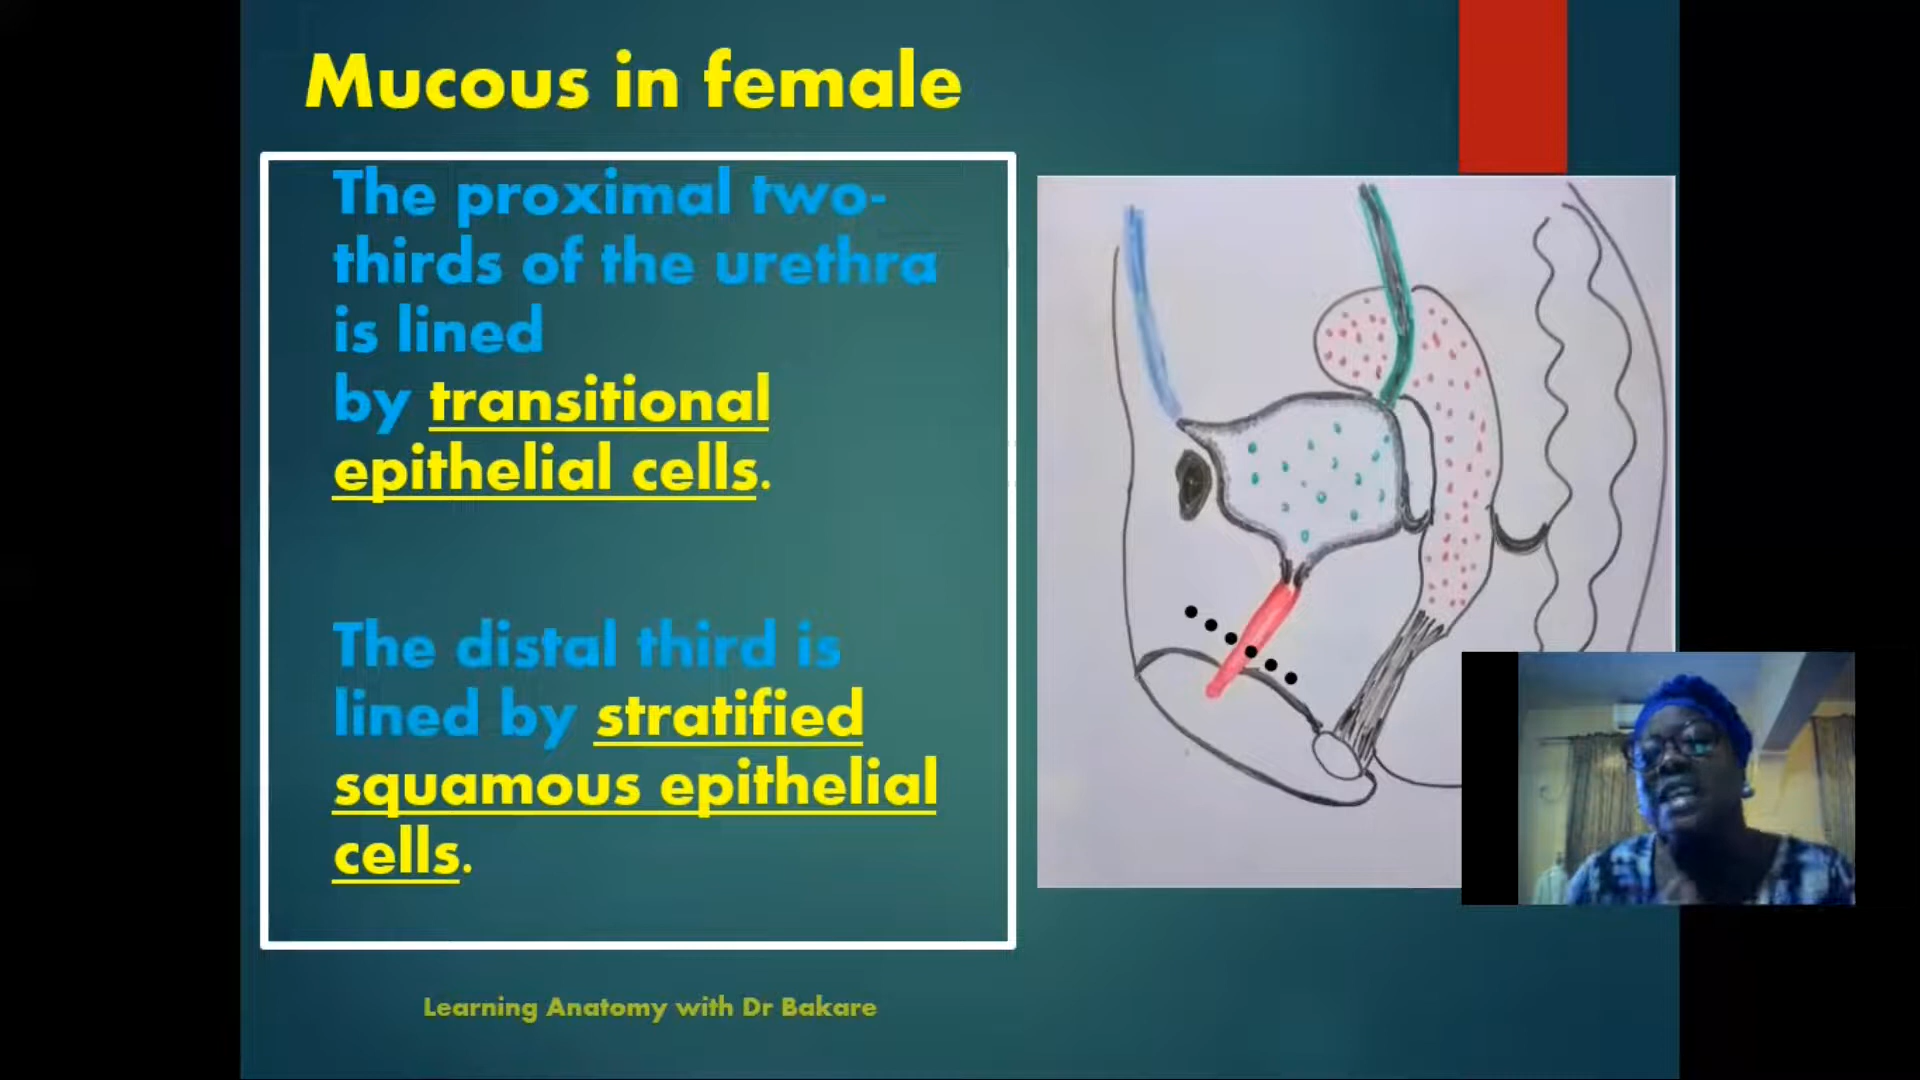 Mucous in female
The proximal two-
thirds of the urethra
is lined
by transitional
epithelial cells.
The distal third is
lined by stratified
squamous epithelial
cells.
Learning Anatomy with Dr Bakare